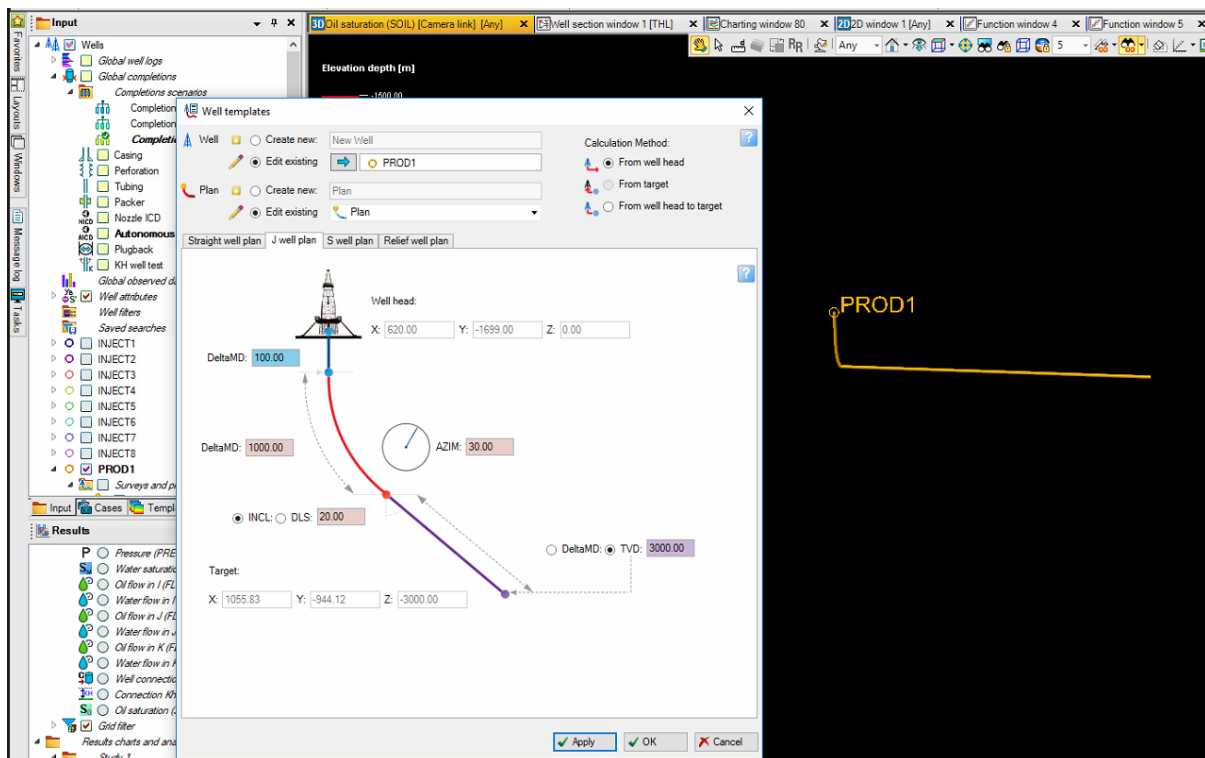 Input
3D Oil saturation (SOIL) [Camera link] [Any]
Well section window 1 [THL]
Charting window 80
2D 2D window 1 [Any]
Function window 4
Function window 5
Any
5
Favorites
Layouts
Windows
Message log
Tasks
Wells
Global well logs
Global completions
Completions scenarios
Completion
Completion
Completi
Casing
Perforation
Tubing
Packer
Nozzle ICD
Autonomous
Plugback
KH well test
Global observed da
Well attributes
Well filters
Saved searches
INJECT1
INJECT2
INJECT3
INJECT4
INJECT5
INJECT6
INJECT7
INJECT8
PROD1
Surveys and p
Input
Cases
Templ
Results
Pressure (PRE
Water saturatio
Oil flow in I (FL
Water flow in I
Oil flow in J (FL
Water flow in J
Oil flow in K (FL
Water flow in K
Well connectio
Connection Kh
Oil saturation (
Grid filter
Results charts and ana
Study 1
Elevation depth [m]
-1500.00
Well templates
Well
Create new:
New Well
Edit existing
PROD1
Plan
Create new:
Plan
Edit existing
Plan
Calculation Method:
From well head
From target
From well head to target
Straight well plan
J well plan
S well plan
Relief well plan
Well head:
X: 620.00 Y: -1699.00 Z: 0.00
DeltaMD: 100.00
DeltaMD: 1000.00
AZIM: 30.00
INCL: DLS: 20.00
DeltaMD: TVD: 3000.00
Target:
X: 1055.83 Y: -944.12 Z: -3000.00
Apply
OK
Cancel
PROD1